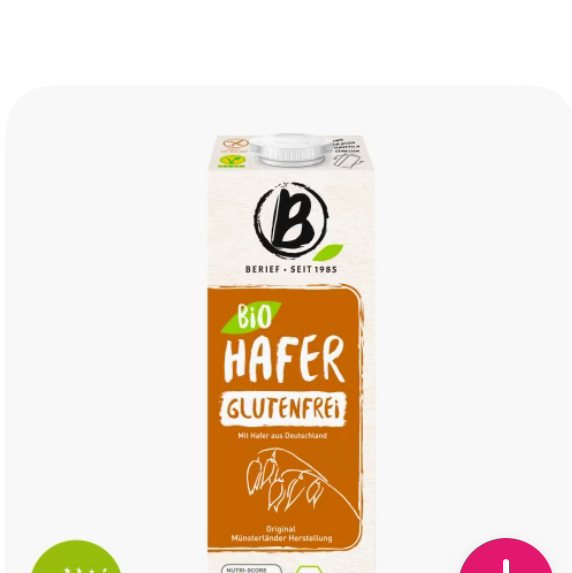 B
BERIEF · SEIT 1985
BiO
HAFER
GLUTENFREi
Mit Hafer aus Deutschland
Original
Münsterländer Herstellung
NUTRI-SCORE